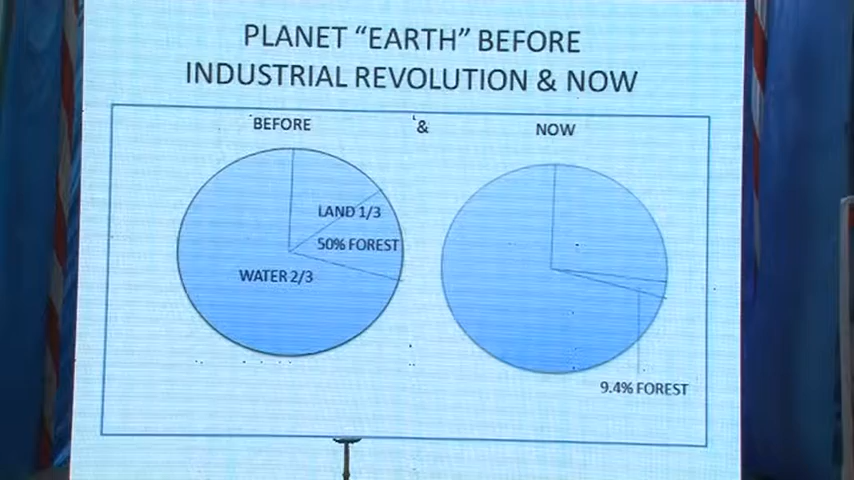 PLANET “EARTH” BEFORE
INDUSTRIAL REVOLUTION & NOW
BEFORE & NOW
LAND 1/3
50% FOREST
WATER 2/3
9.4% FOREST